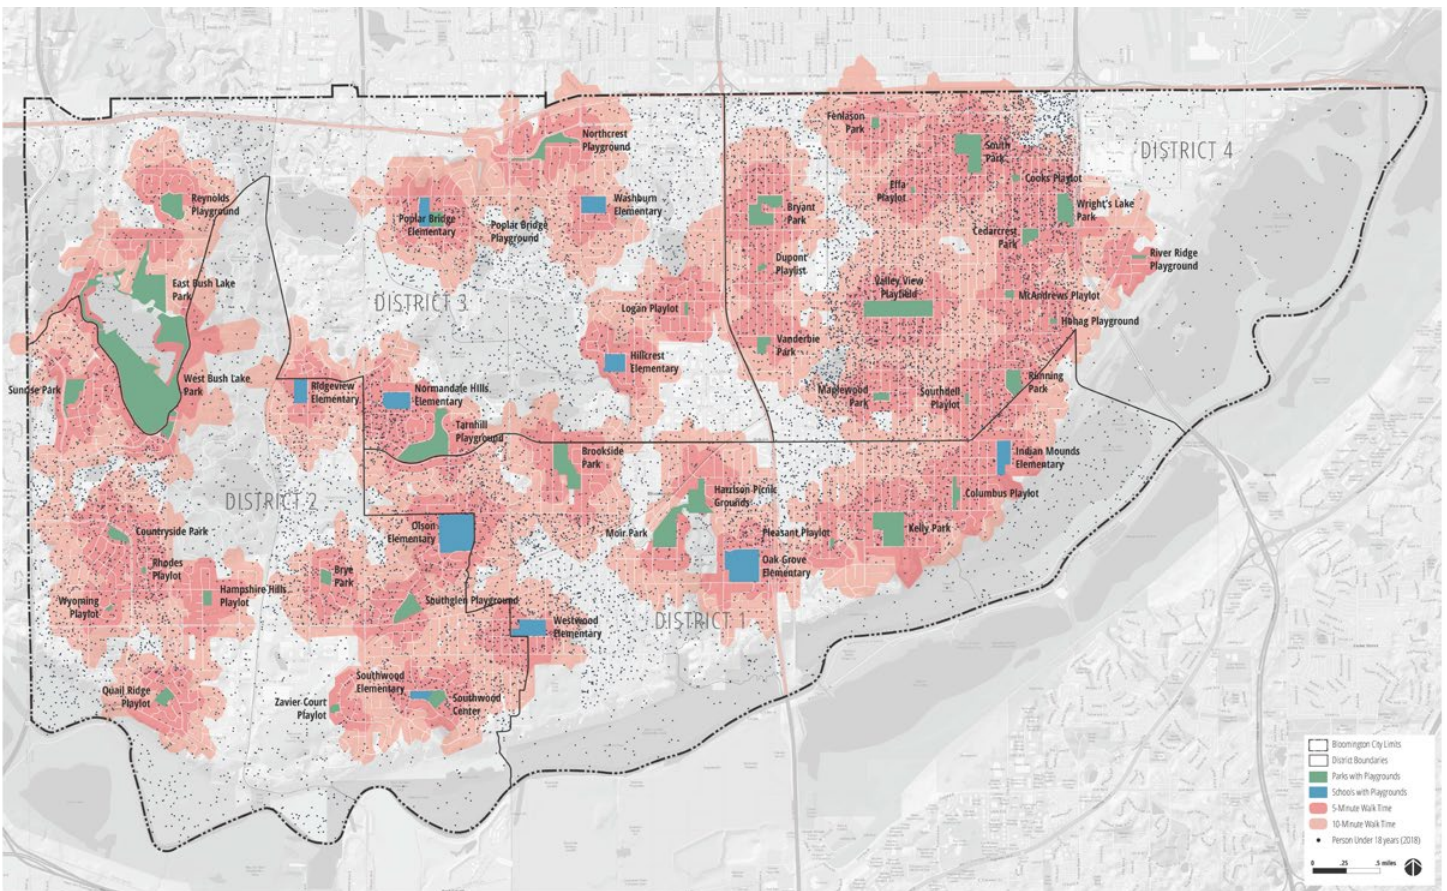 Northcrest
Playground
Fenlason
Park
South
Park
DISTRICT 4
Cooks Playlot
Effa
Playlot
Reynolds
Playground
Poplar Bridge
Elementary
Poplar Bridge
Playground
Washburn
Elementary
Bryant
Park
Wright's Lake
Park
Cedarcrest
Park
River Ridge
Playground
Dupont
Playlist
East Bush Lake
Park
DISTRICT 3
Logan Playlot
Valley View
Playfield
McAndrews Playlot
Hohag Playground
Vanderbie
Park
Hillcrest
Elementary
West Bush Lake
Park
Sunrise Park
Ridgeview
Elementary
Normandale Hills
Elementary
Maplewood
Park
Southdell
Playlot
Running
Park
Tarnhill
Playground
Brookside
Park
Indian Mounds
Elementary
DISTRICT 2
Harrison Picnic
Grounds
Columbus Playlot
Countryside Park
Olson
Elementary
Moir Park
Pleasant Playlot
Kelly Park
Rhodes
Playlot
Brye
Park
Oak Grove
Elementary
Wyoming
Playlot
Hampshire Hills
Playlot
Southglen Playground
Westwood
Elementary
DISTRICT 1
Quail Ridge
Playlot
Zavier Court
Playlot
Southwood
Elementary
Southwood
Center
Bloomington City Limits
District Boundaries
Parks with Playgrounds
Schools with Playgrounds
5-Minute Walk Time
10-Minute Walk Time
Person Under 18 years (2018)
0 .25 .5 miles